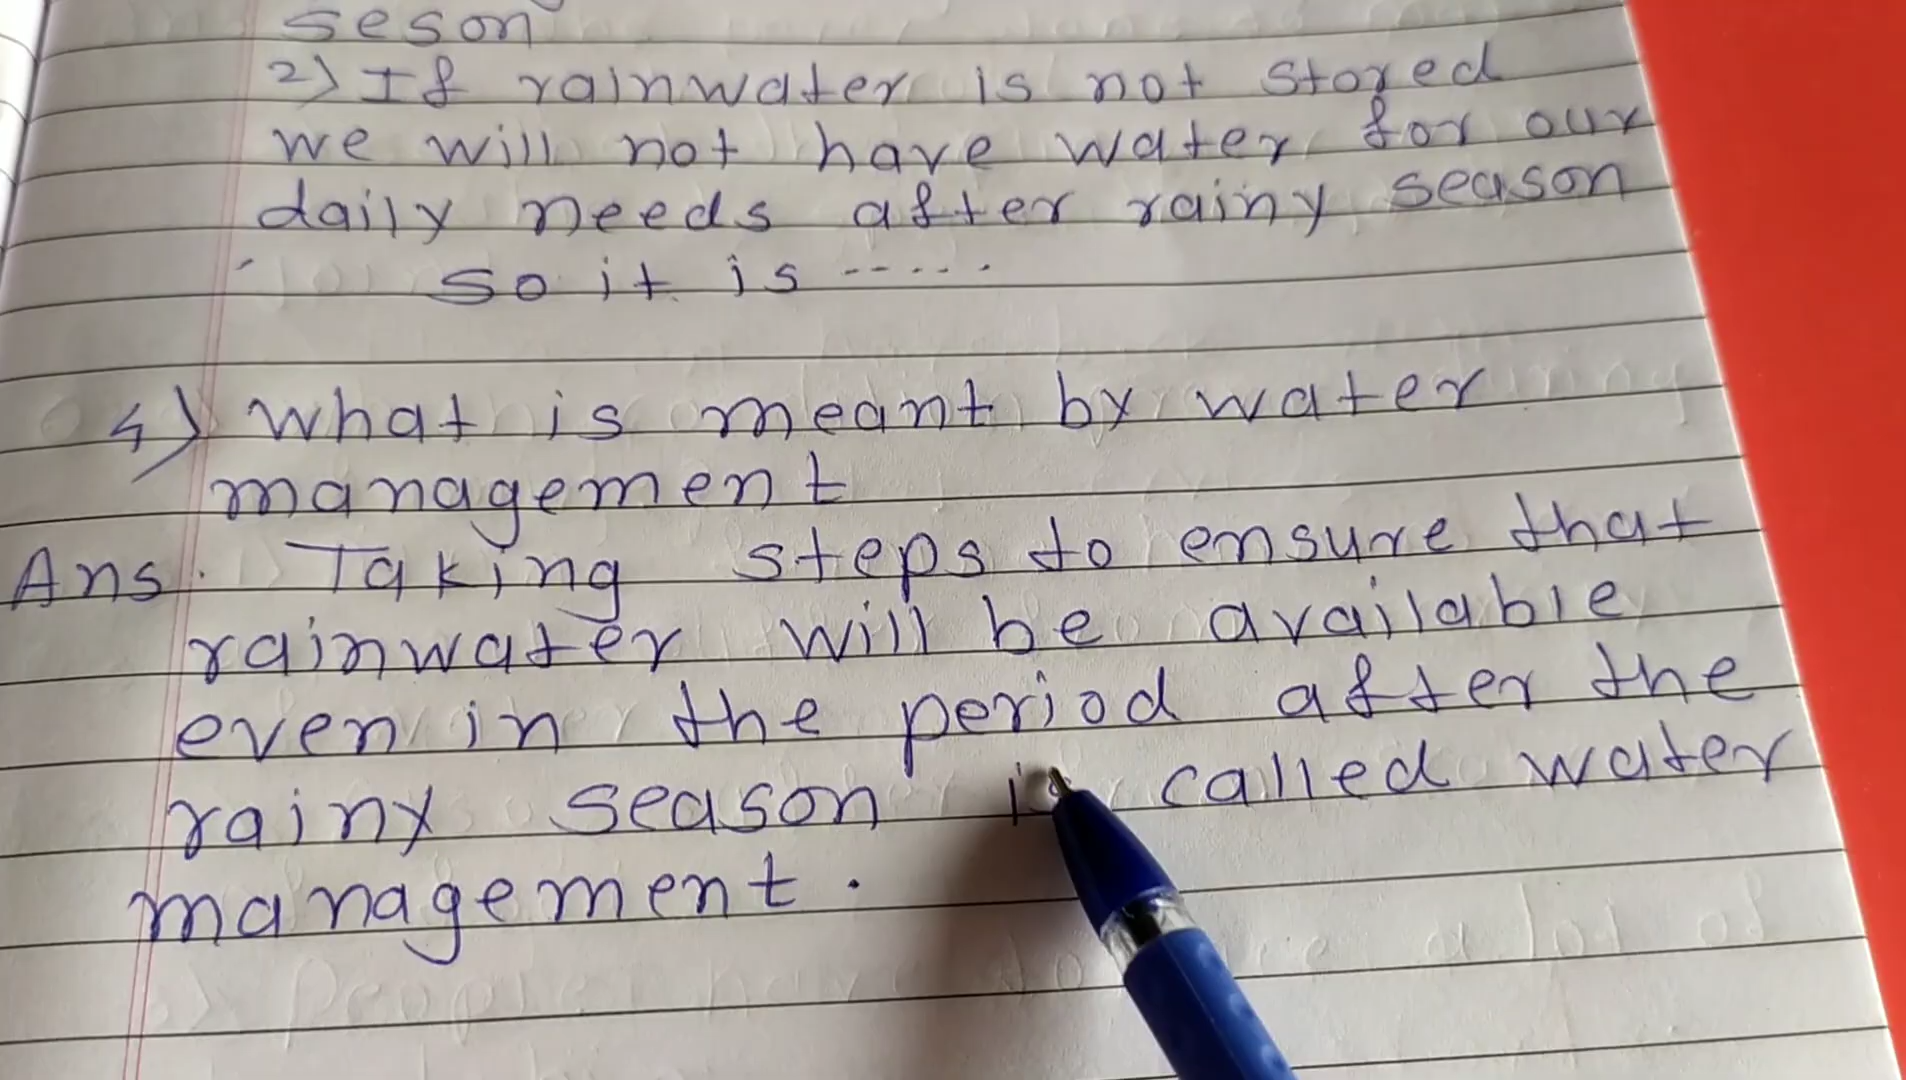 seson
2) If rainwater is not stored
we will not have water for our
daily needs after rainy season
so it is -----
4) What is meant by water
management
Ans. Taking steps to ensure that
rainwater will be available
even in the period after the
rainy season is called water
management.